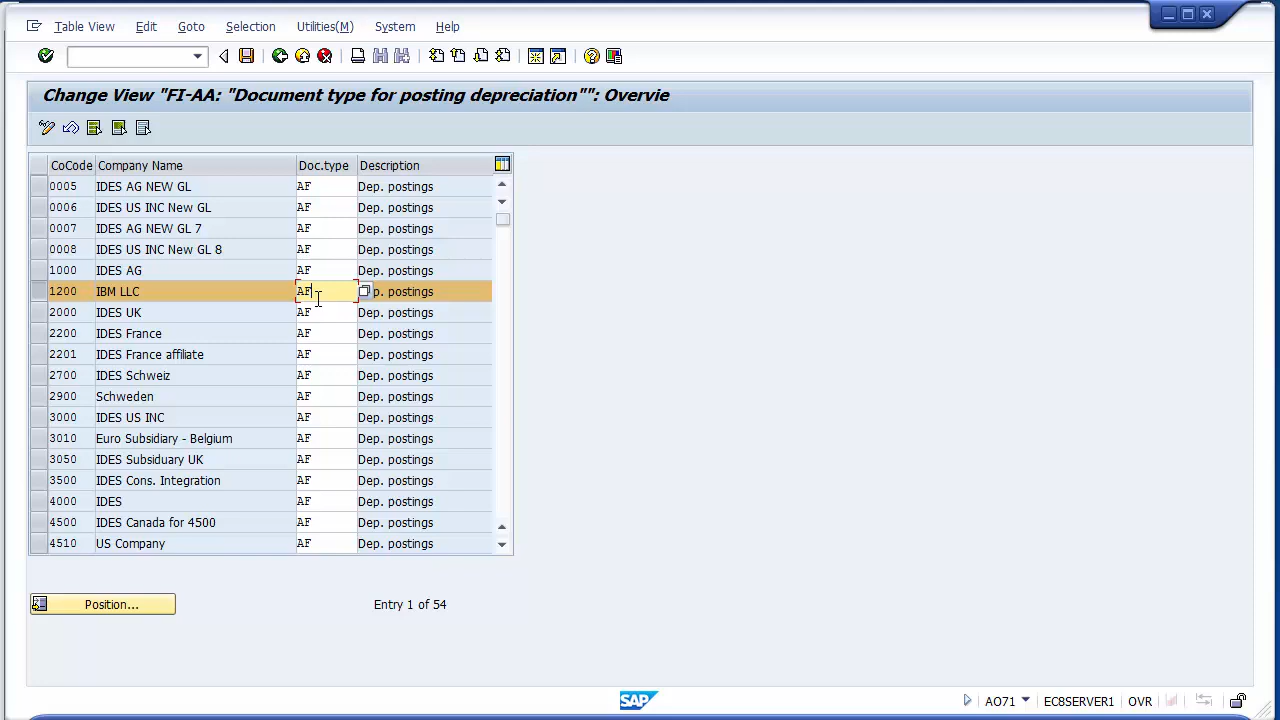 Table View Edit Goto Selection Utilities(M) System Help
Change View "FI-AA: "Document type for posting depreciation"": Overvie
CoCode Company Name Doc.type Description
0005 IDES AG NEW GL AF Dep. postings
0006 IDES US INC New GL AF Dep. postings
0007 IDES AG NEW GL 7 AF Dep. postings
0008 IDES US INC New GL 8 AF Dep. postings
1000 IDES AG AF Dep. postings
1200 IBM LLC AF p. postings
2000 IDES UK AF Dep. postings
2200 IDES France AF Dep. postings
2201 IDES France affiliate AF Dep. postings
2700 IDES Schweiz AF Dep. postings
2900 Schweden AF Dep. postings
3000 IDES US INC AF Dep. postings
3010 Euro Subsidiary - Belgium AF Dep. postings
3050 IDES Subsiduary UK AF Dep. postings
3500 IDES Cons. Integration AF Dep. postings
4000 IDES AF Dep. postings
4500 IDES Canada for 4500 AF Dep. postings
4510 US Company AF Dep. postings
Position... Entry 1 of 54
SAP AO71 EC8SERVER1 OVR